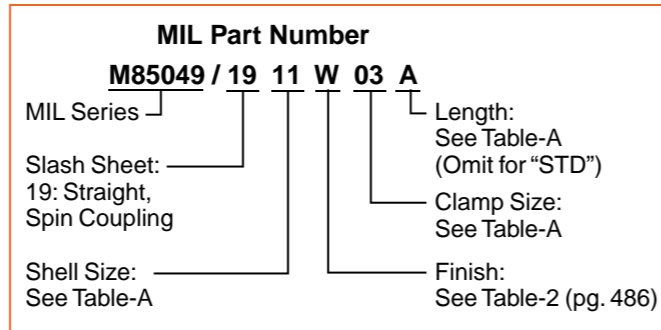 MIL Part Number
M85049 / 19 11 W 03 A
MIL Series
Slash Sheet:
19: Straight,
Spin Coupling
Shell Size:
See Table-A
Length:
See Table-A
(Omit for “STD”)
Clamp Size:
See Table-A
Finish:
See Table-2 (pg. 486)